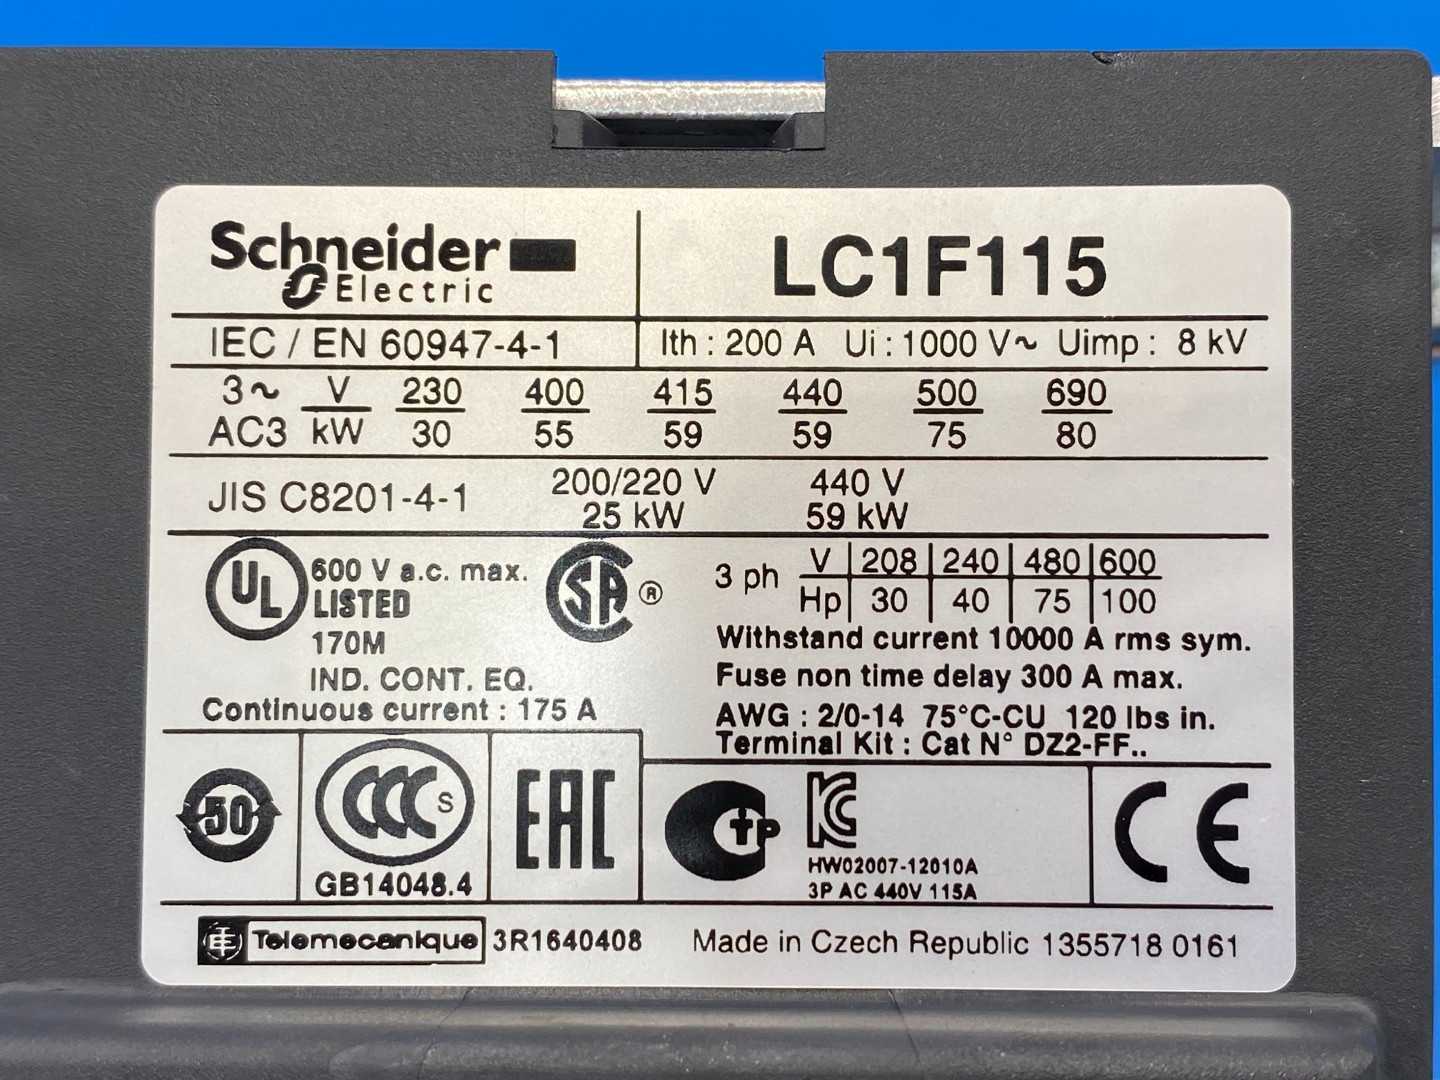 Schneider
Electric
LC1F115
IEC / EN 60947-4-1
Ith : 200 A Ui : 1000 V~ Uimp : 8 kV
3~ V 230 400 415 440 500 690
AC3 kW 30 55 59 59 75 80
JIS C8201-4-1
200/220 V 440 V
25 kW 59 kW
UL
600 V a.c. max.
LISTED
170M
IND. CONT. EQ.
Continuous current : 175 A
SA ®
3 ph V 208 240 480 600
Hp 30 40 75 100
Withstand current 10000 A rms sym.
Fuse non time delay 300 A max.
AWG : 2/0-14 75°C-CU 120 lbs in.
Terminal Kit : Cat N° DZ2-FF..
50
CCC S
GB14048.4
EAC
CTP
KC
HW02007-12010A
3P AC 440V 115A
CE
TE Telemecanique 3R1640408 Made in Czech Republic 1355718 0161